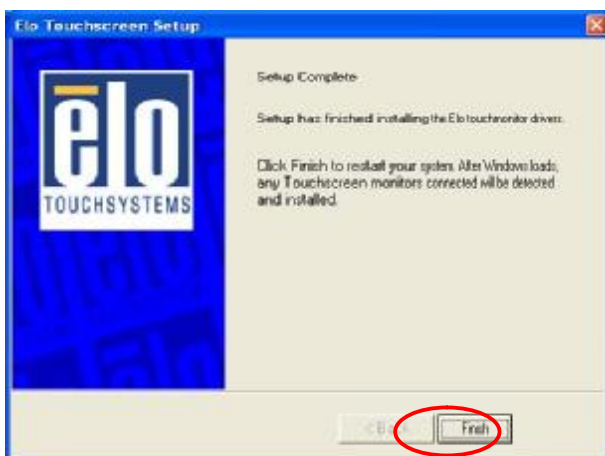 Elo Touchscreen Setup
elo
TOUCHSYSTEMS
Setup Complete
Setup has finished installing the Elo touchmonitor drivers.
Click Finish to restart your system. After Windows loads,
any Touchscreen monitors connected will be detected
and installed.
< Back
Finish